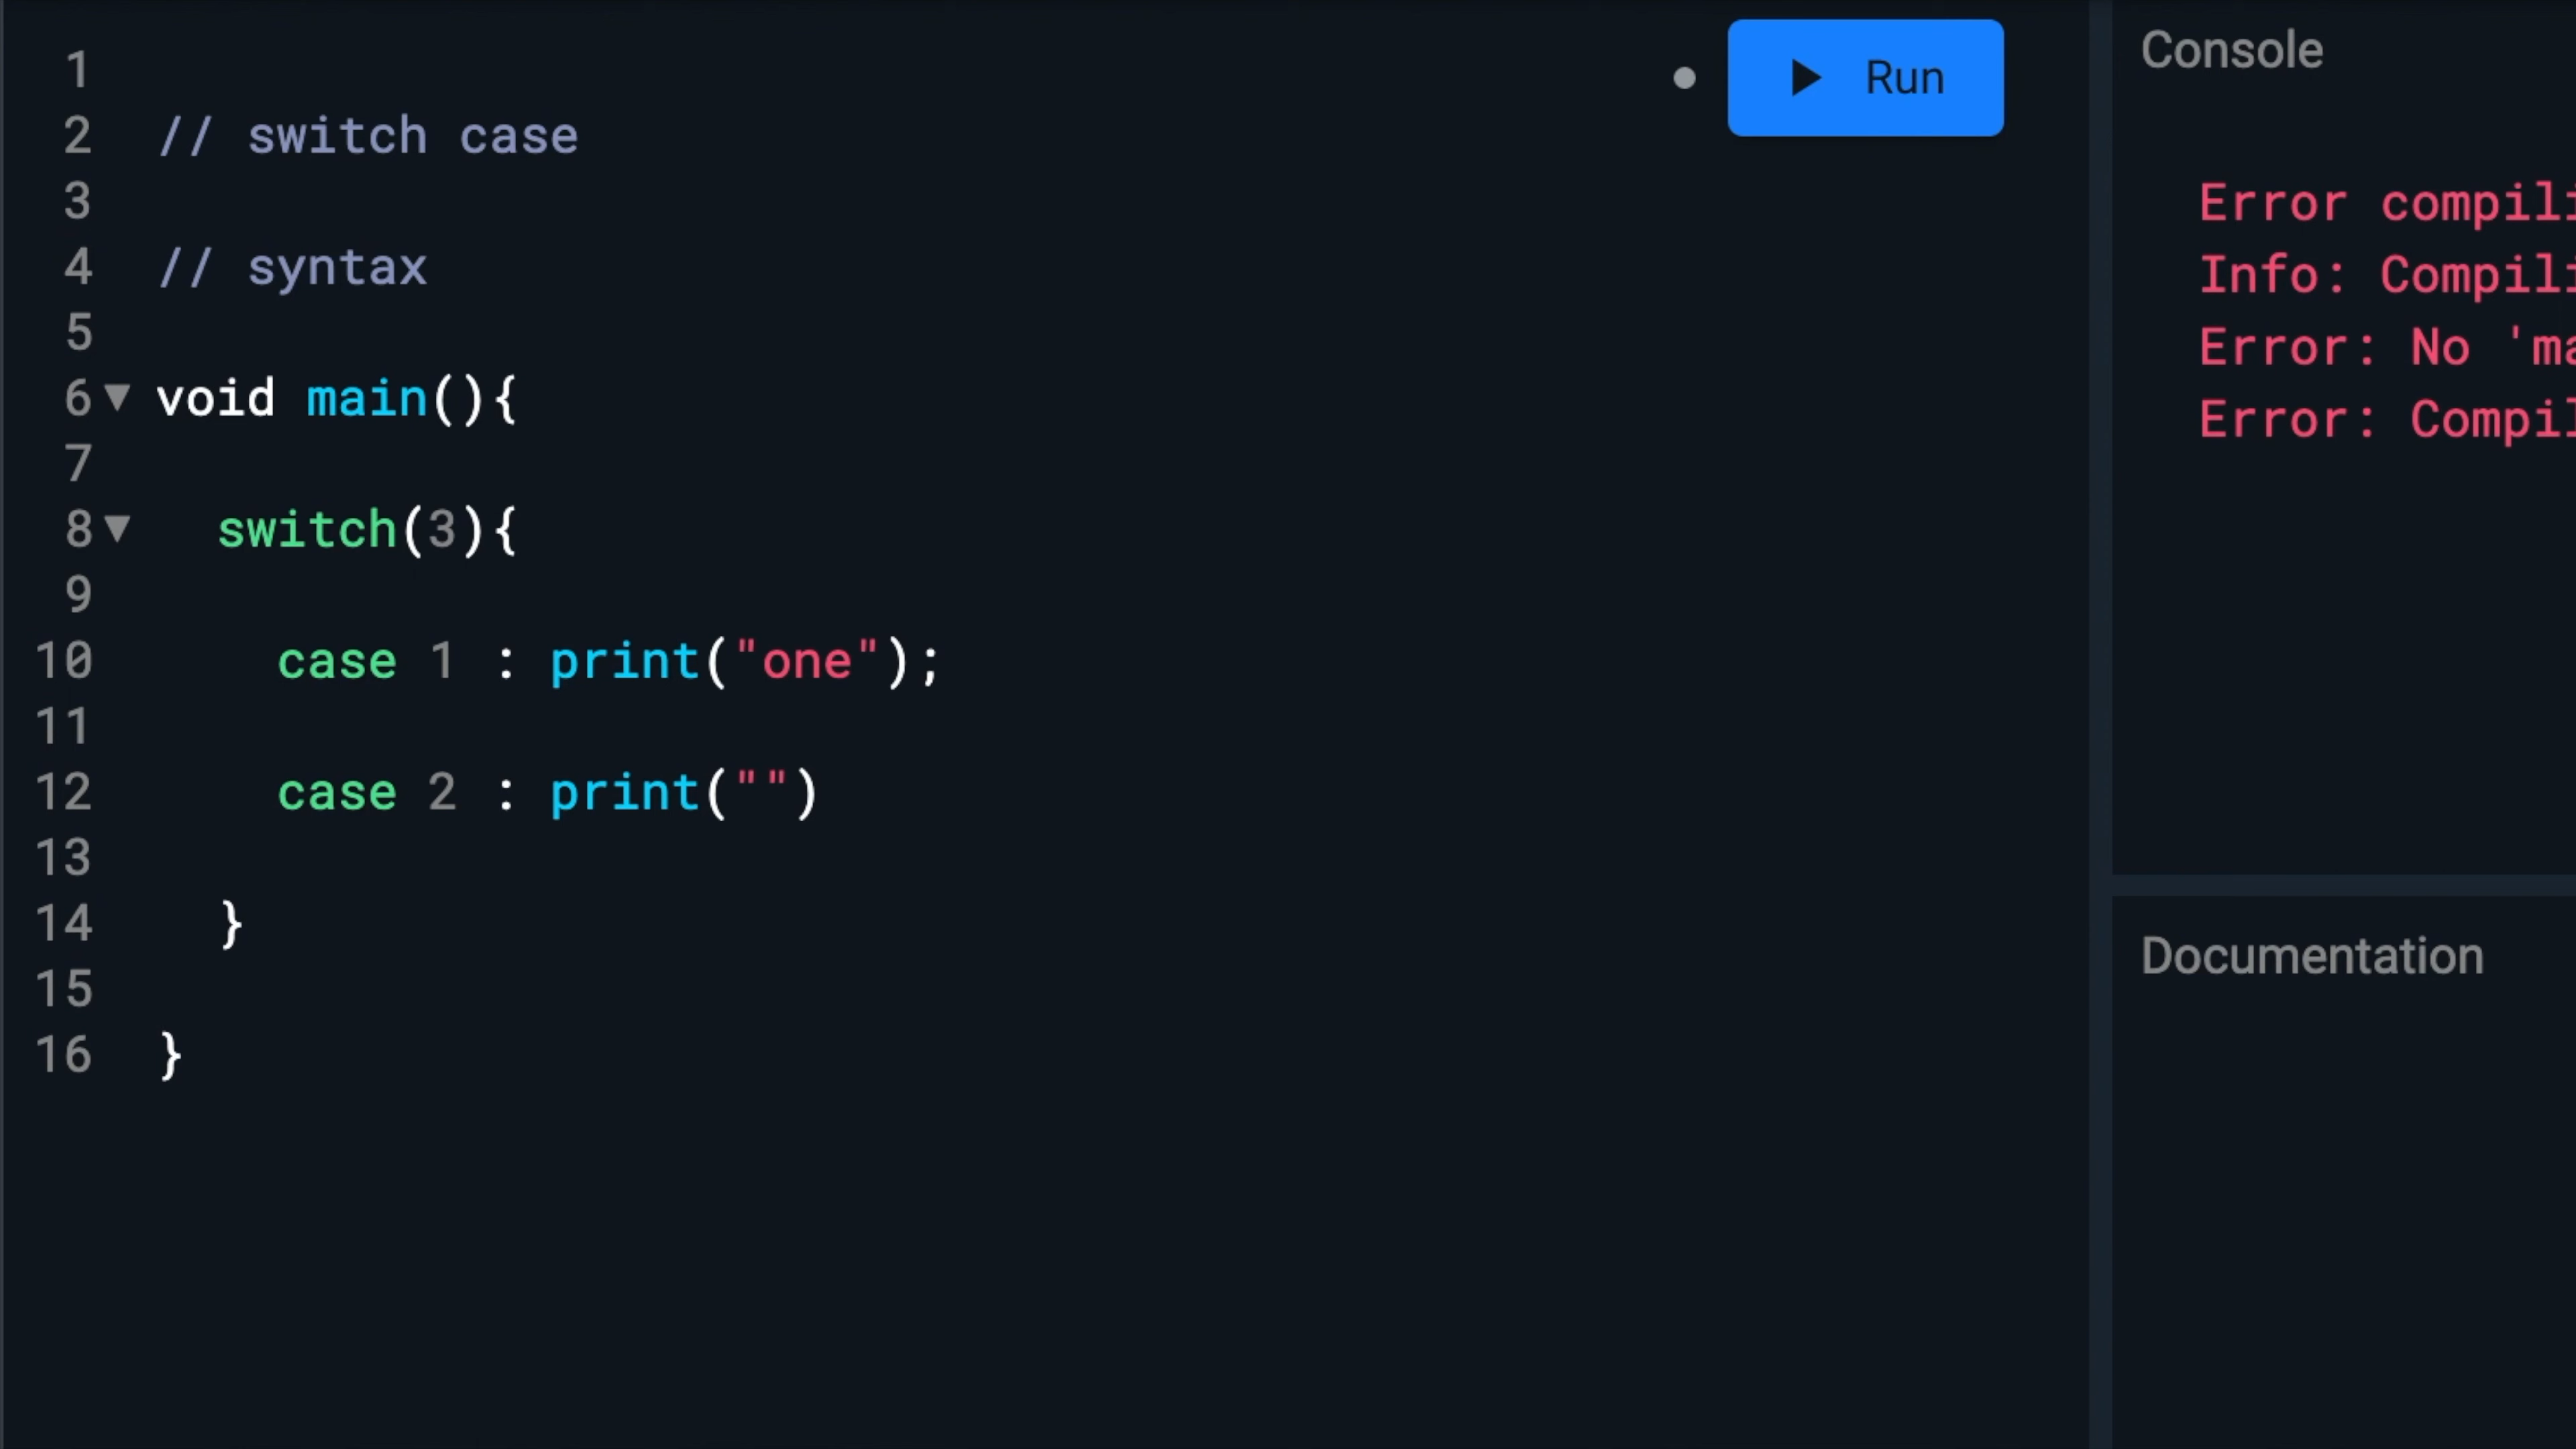 1
2 // switch case
3
4 // syntax
5
6 void main(){
7
8 switch(3){
9
10 case 1 : print("one");
11
12 case 2 : print("")
13
14 }
15
16 }
Run
Console
Error
Info:
Error: No
Error:
Documentation